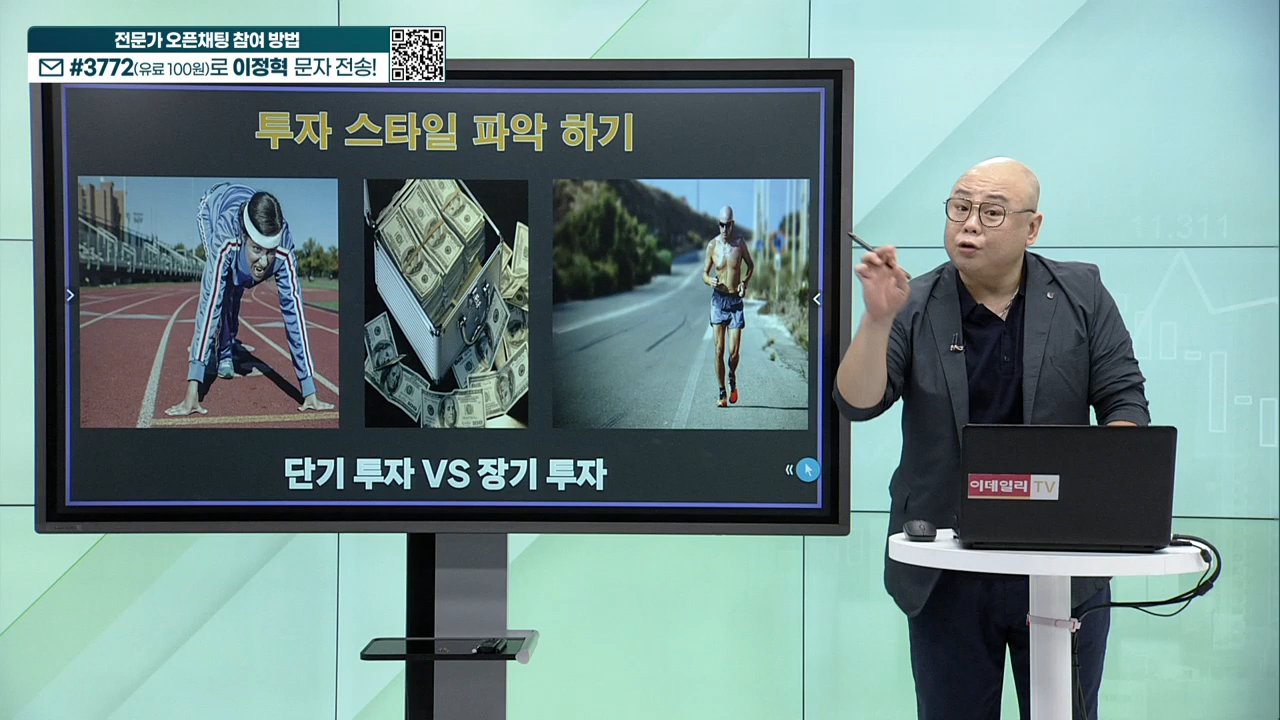 전문가 오픈채팅 참여 방법
#3772(유료 100원)로 이정혁 문자 전송!
투자 스타일 파악 하기
단기 투자 VS 장기 투자
이데일리 TV